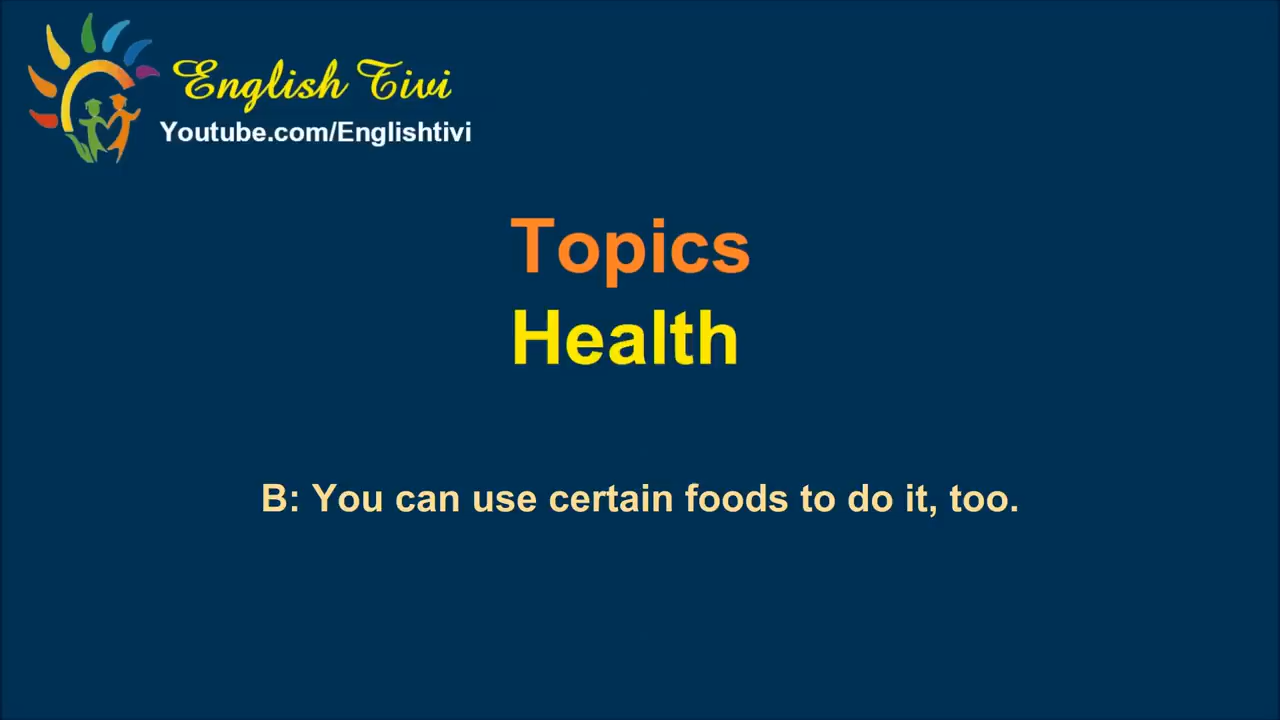 English Tivi
Youtube.com/Englishtivi
Topics
Health
B: You can use certain foods to do it, too.